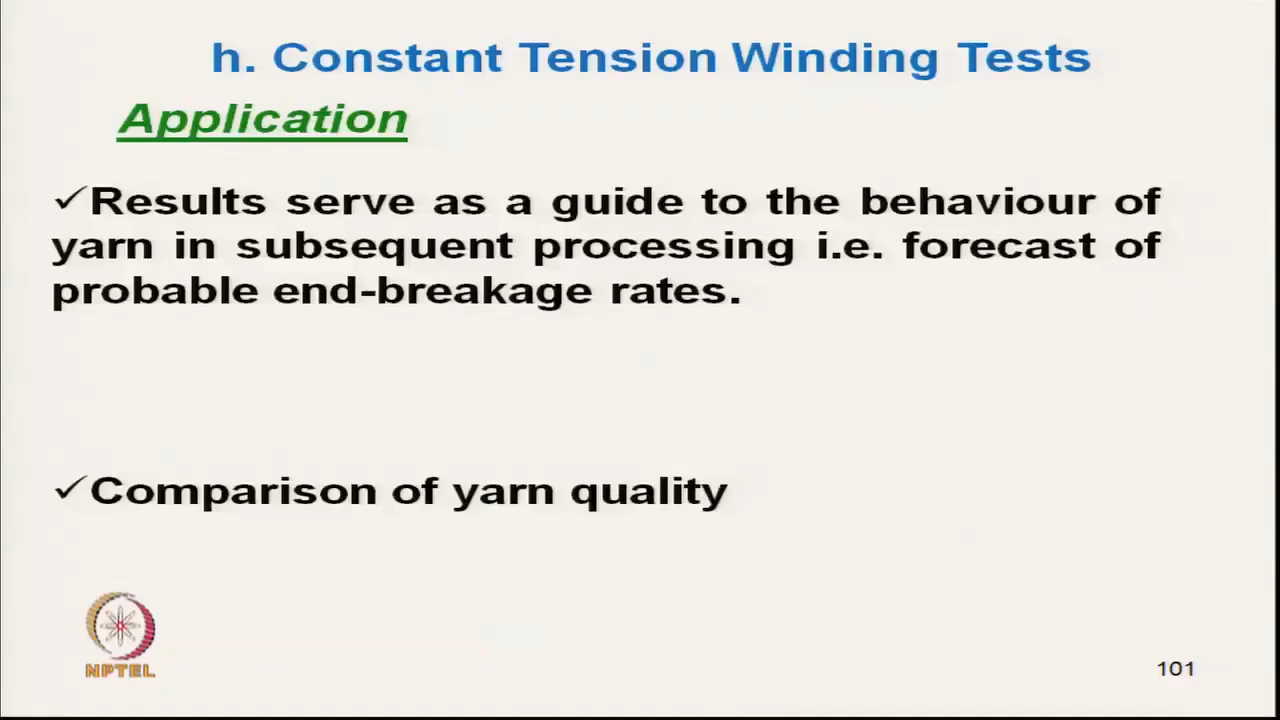 h. Constant Tension Winding Tests
Application
✓Results serve as a guide to the behaviour of
yarn in subsequent processing i.e. forecast of
probable end-breakage rates.
✓Comparison of yarn quality
NPTEL
101